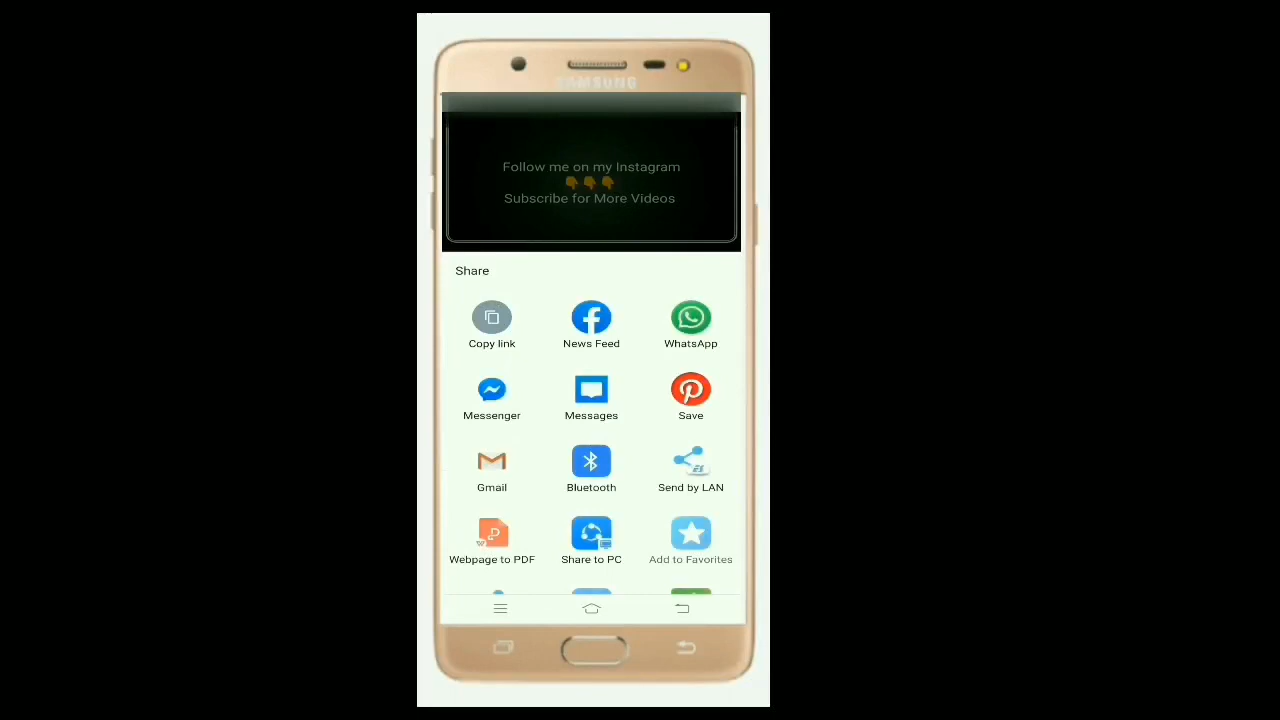 SAMSUNG
Follow me on my Instagram
👇👇👇
Subscribe for More Videos
Share
Copy link
News Feed
WhatsApp
Messenger
Messages
Save
Gmail
Bluetooth
Send by LAN
Webpage to PDF
Share to PC
Add to Favorites